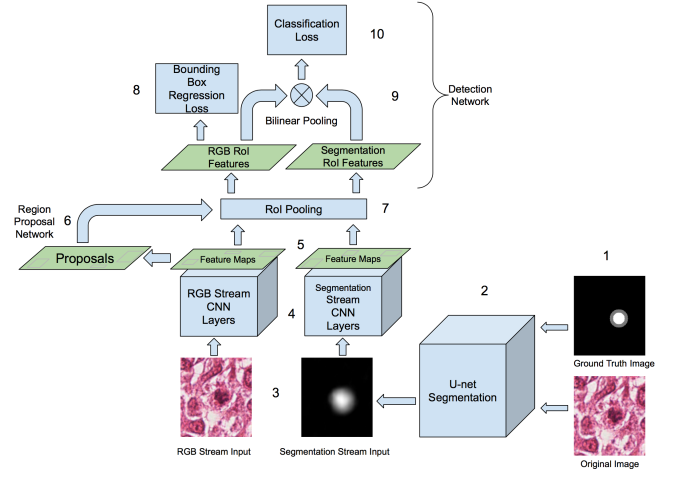 Classification
Loss
10
8
Bounding
Box
Regression
Loss
9
Detection
Network
Bilinear Pooling
RGB RoI
Features
Segmentation
RoI Features
Region
Proposal
Network
6
RoI Pooling
7
Proposals
Feature Maps
5
Feature Maps
1
RGB Stream
CNN
Layers
4
Segmentation
Stream
CNN
Layers
2
Ground Truth Image
3
U-net
Segmentation
RGB Stream Input
Segmentation Stream Input
Original Image